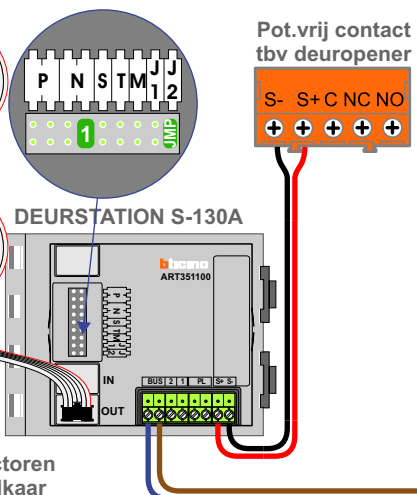 P N S T M J1 J2
1 JMP
Pot.vrij contact
tbv deuropener
S- S+ C NC NO
DEURSTATION S-130A
bticino
ART351100
P N S T M J1 J2
IN
OUT
BUS 2 1 PL S+ S-
ctoren
lkaar